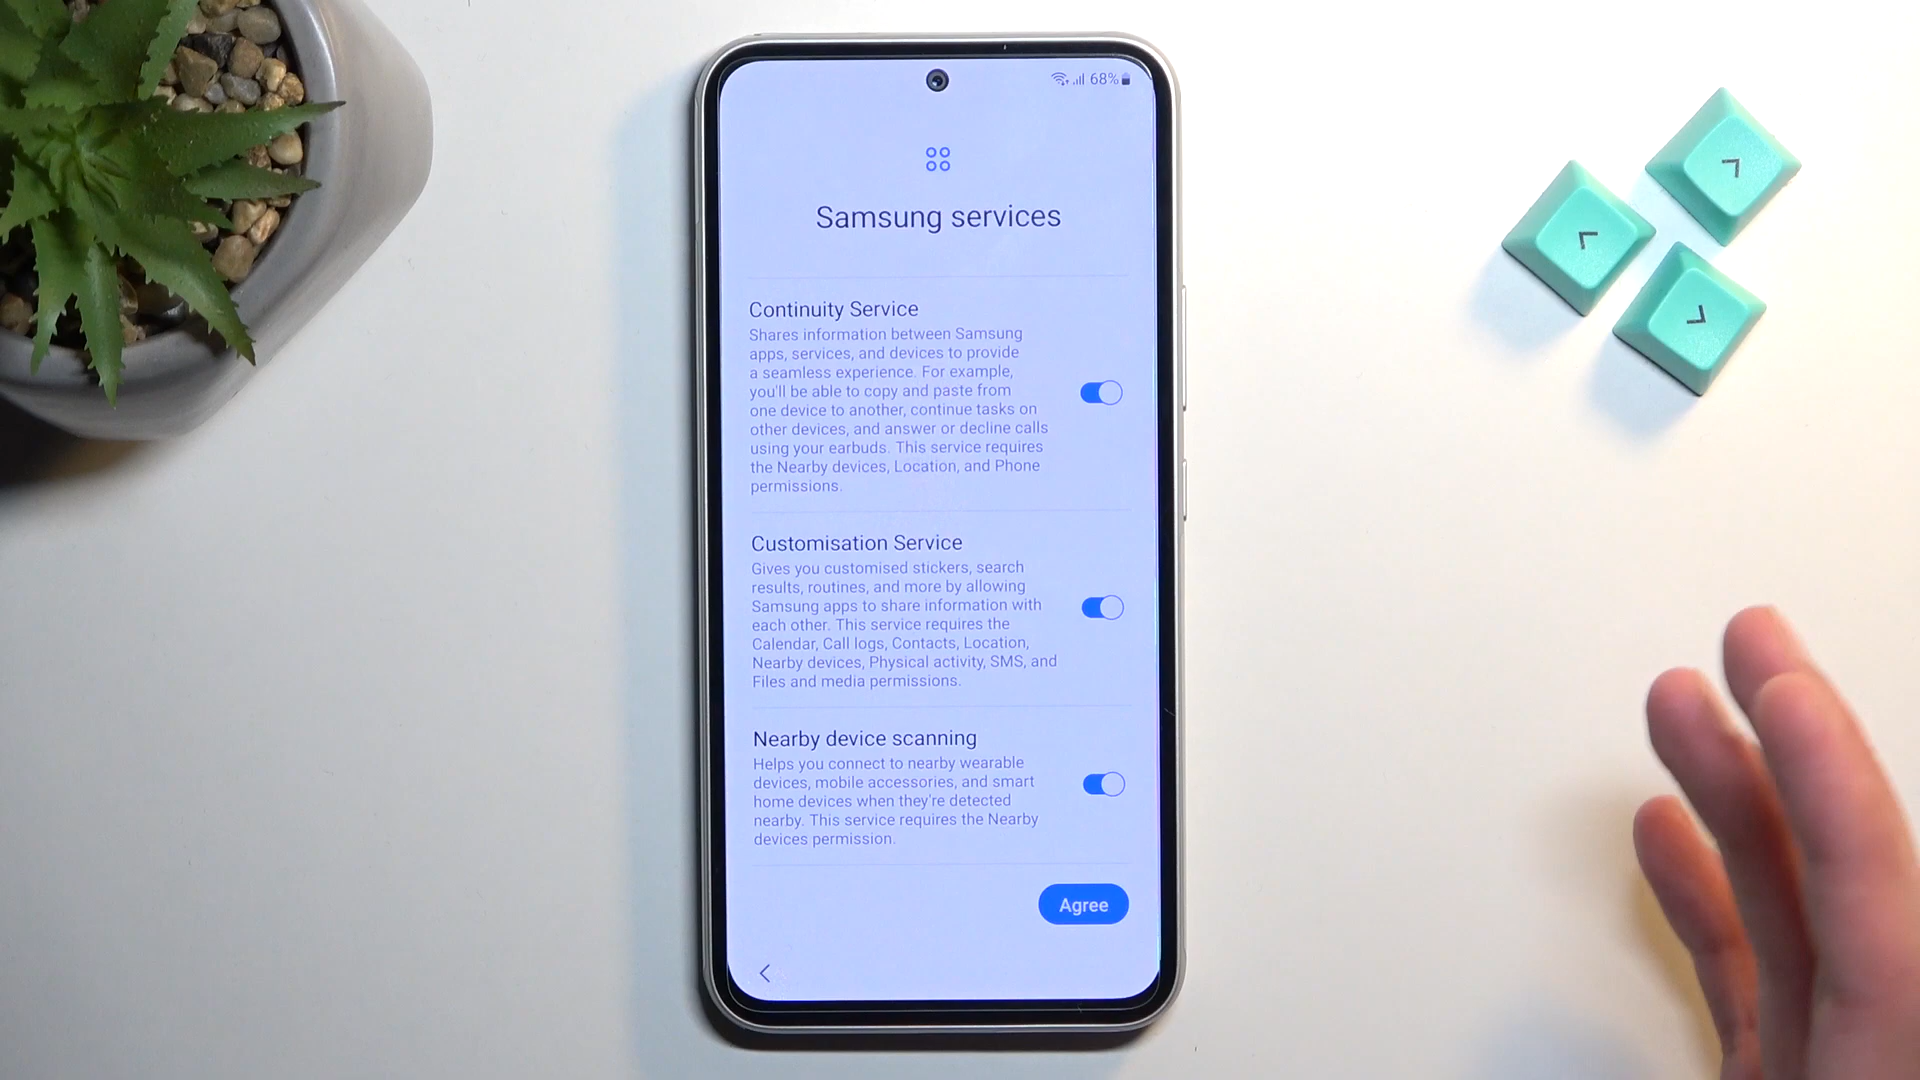 68%
Samsung services
Continuity Service
Shares information between Samsung
apps, services, and devices to provide
a seamless experience. For example,
you'll be able to copy and paste from
one device to another, continue tasks on
other devices, and answer or decline calls
using your earbuds. This service requires
the Nearby devices, Location, and Phone
permissions.
Customisation Service
Gives you customised stickers, search
results, routines, and more by allowing
Samsung apps to share information with
each other. This service requires the
Calendar, Call logs, Contacts, Location,
Nearby devices, Physical activity, SMS, and
Files and media permissions.
Nearby device scanning
Helps you connect to nearby wearable
devices, mobile accessories, and smart
home devices when they're detected
nearby. This service requires the Nearby
devices permission.
Agree